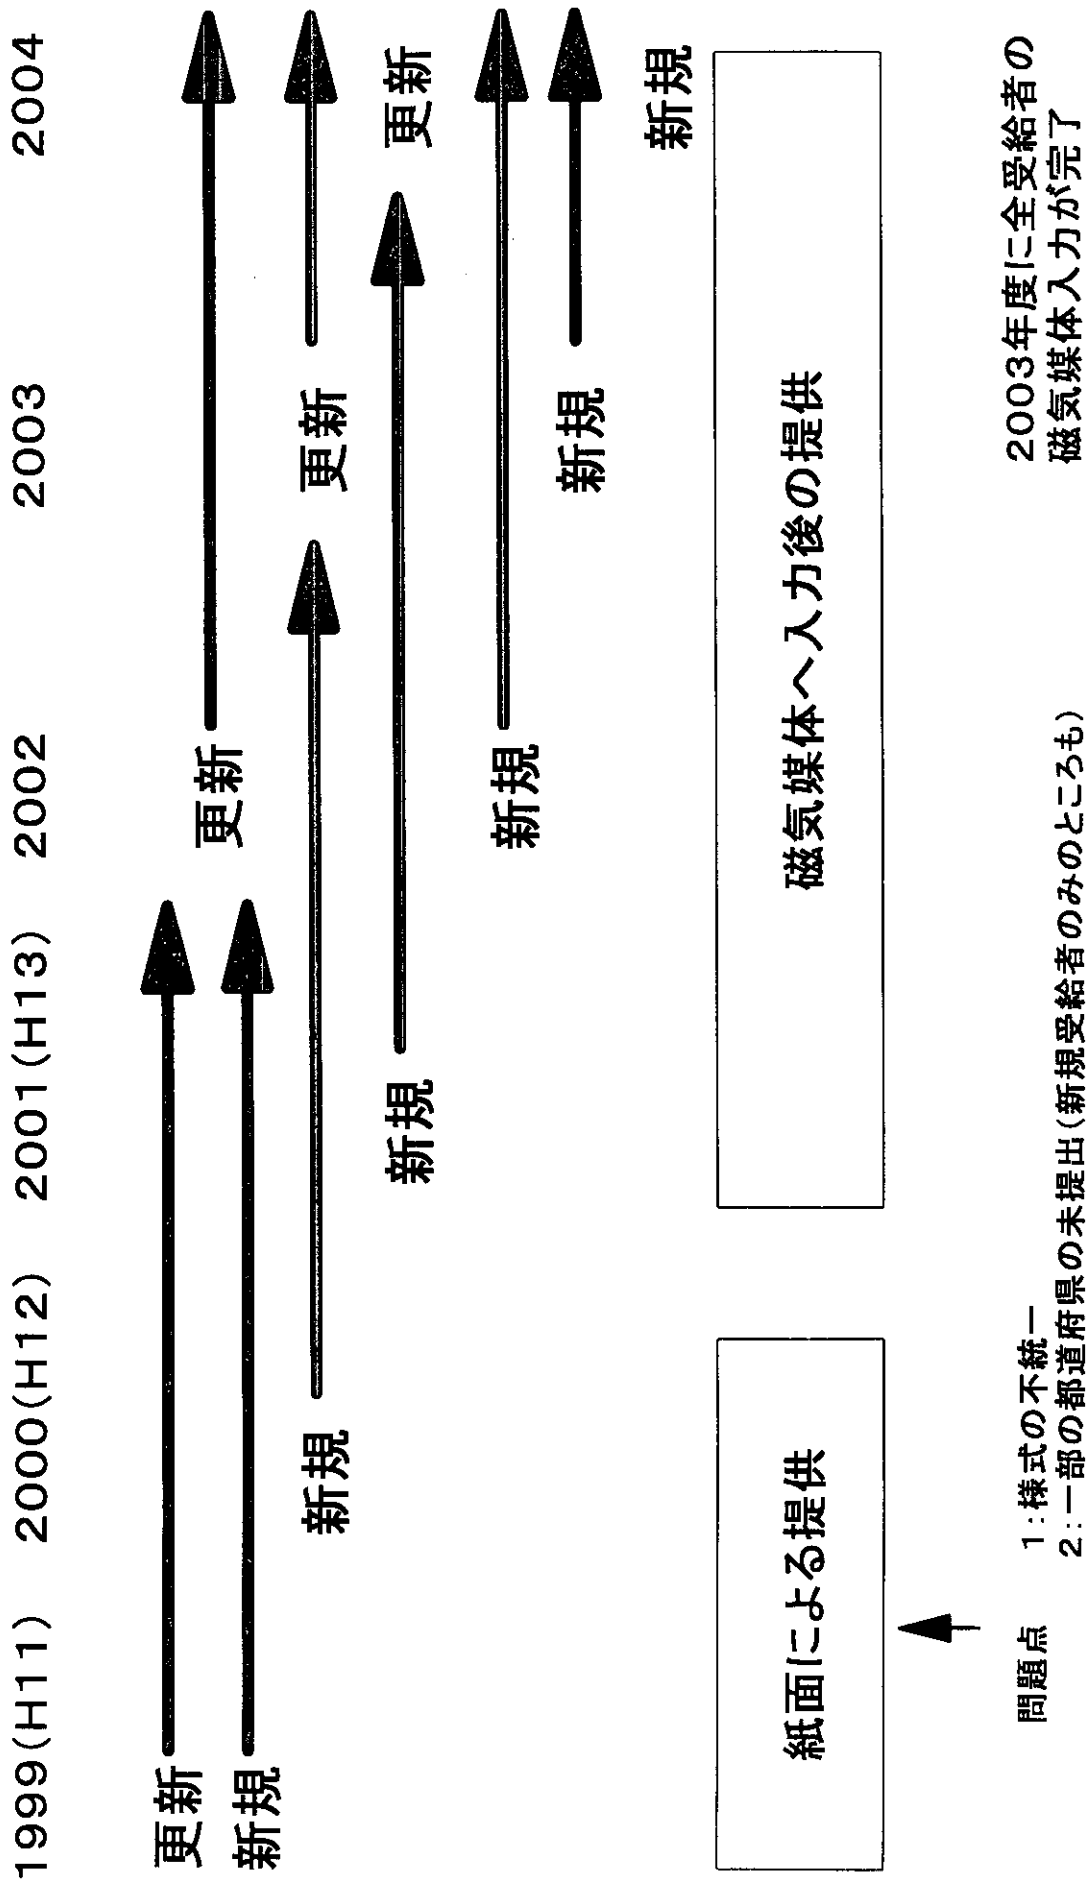 1999(H11) 2000(H12) 2001(H13) 2002 2003 2004
更新
新規
更新
新規
更新
新規
更新
新規
新規
新規
紙面による提供
磁気媒体へ入力後の提供
問題点
1:様式の不統一
2:一部の都道府県の未提出(新規受給者のみのところも)
2003年度に全受給者の
磁気媒体入力が完了